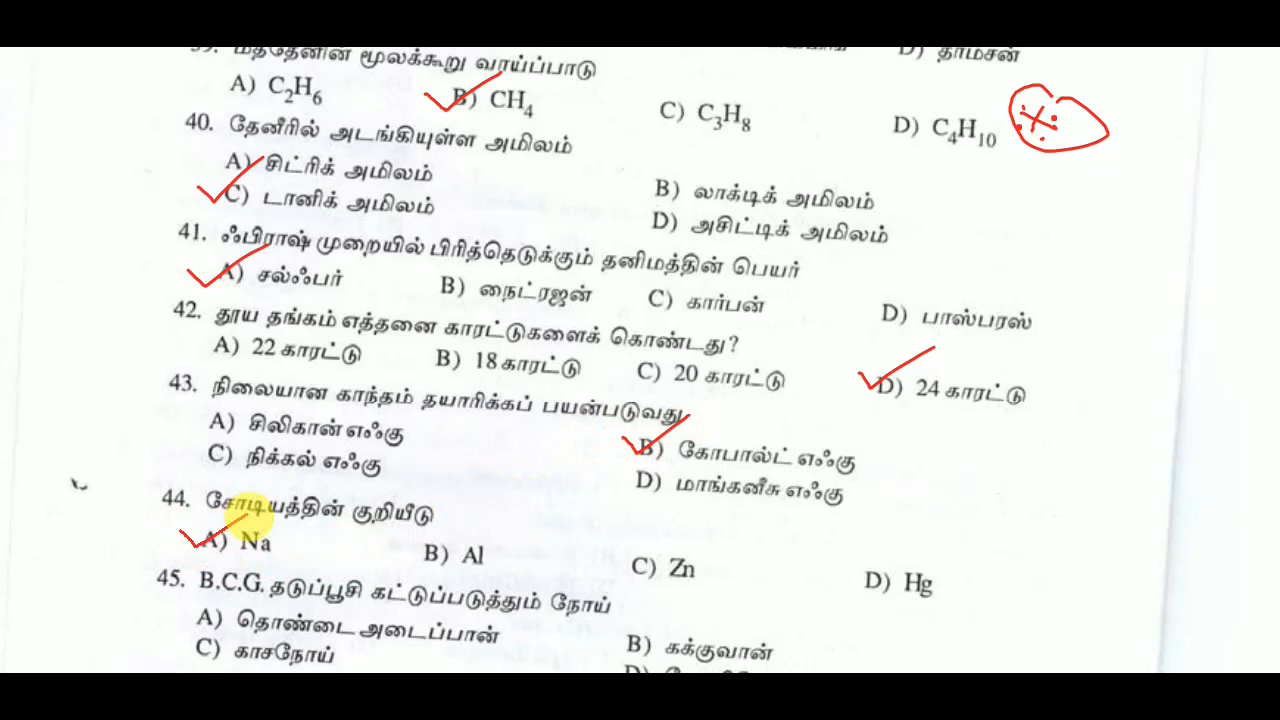 39. மீத்தேனின் மூலக்கூறு வாய்ப்பாடு D) தாம்சன்
A) C₂H₆ B) CH₄ C) C₃H₈ D) C₄H₁₀
40. தேனீரில் அடங்கியுள்ள அமிலம்
A) சிட்ரிக் அமிலம் B) லாக்டிக் அமிலம்
C) டானிக் அமிலம் D) அசிட்டிக் அமிலம்
41. ஃபிராஷ் முறையில் பிரித்தெடுக்கும் தனிமத்தின் பெயர்
A) சல்ஃபர் B) நைட்ரஜன் C) கார்பன் D) பாஸ்பரஸ்
42. தூய தங்கம் எத்தனை காரட்டுகளைக் கொண்டது?
A) 22 காரட்டு B) 18 காரட்டு C) 20 காரட்டு D) 24 காரட்டு
43. நிலையான காந்தம் தயாரிக்கப் பயன்படுவது
A) சிலிகான் எஃகு B) கோபால்ட் எஃகு
C) நிக்கல் எஃகு D) மாங்கனீசு எஃகு
44. சோடியத்தின் குறியீடு
A) Na B) Al C) Zn D) Hg
45. B.C.G. தடுப்பூசி கட்டுப்படுத்தும் நோய்
A) தொண்டை அடைப்பான் B) கக்குவான்
C) காசநோய்